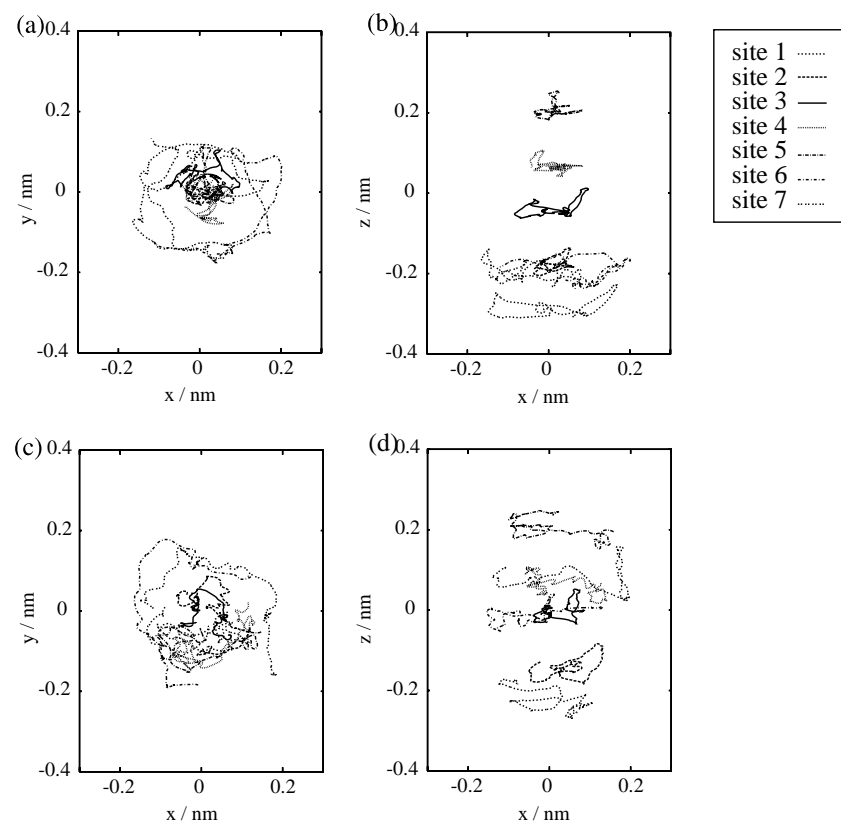 (a)
0.4
0.2
0
-0.2
-0.4
y / nm
-0.2
0
0.2
x / nm
(b)
0.4
0.2
0
-0.2
-0.4
z / nm
-0.2
0
0.2
x / nm
site 1
site 2
site 3
site 4
site 5
site 6
site 7
(c)
0.4
0.2
0
-0.2
-0.4
y / nm
-0.2
0
0.2
x / nm
(d)
0.4
0.2
0
-0.2
-0.4
z / nm
-0.2
0
0.2
x / nm